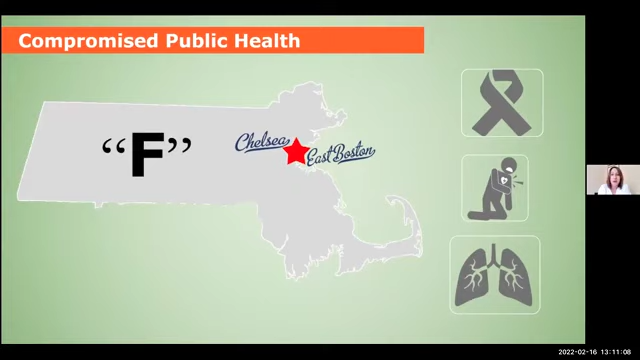 Compromised Public Health
“F”
Chelsea
East Boston
2022-02-16 13:11:08